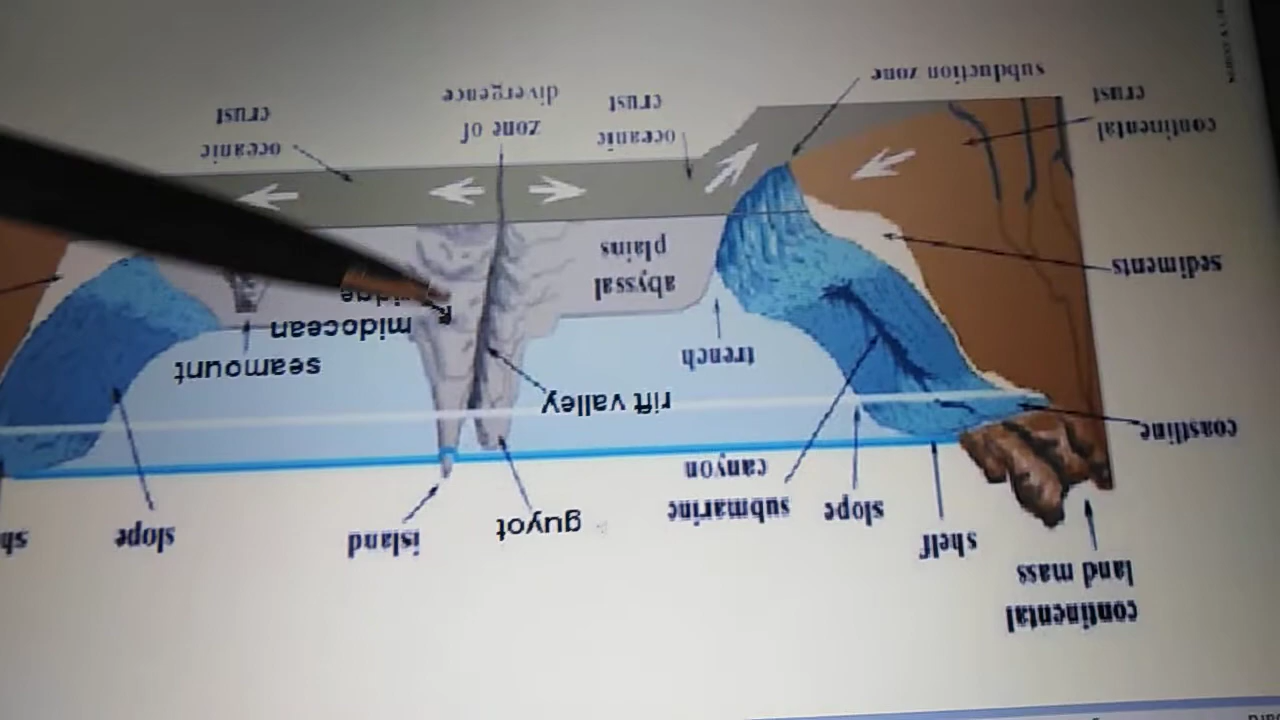 continental
land mass
shelf
slope
submarine
canyon
guyot
island
slope
sh
coastline
rift valley
trench
seamount
midocean
ridge
sediments
abyssal
plains
continental
crust
subduction zone
oceanic
crust
zone of
divergence
oceanic
crust